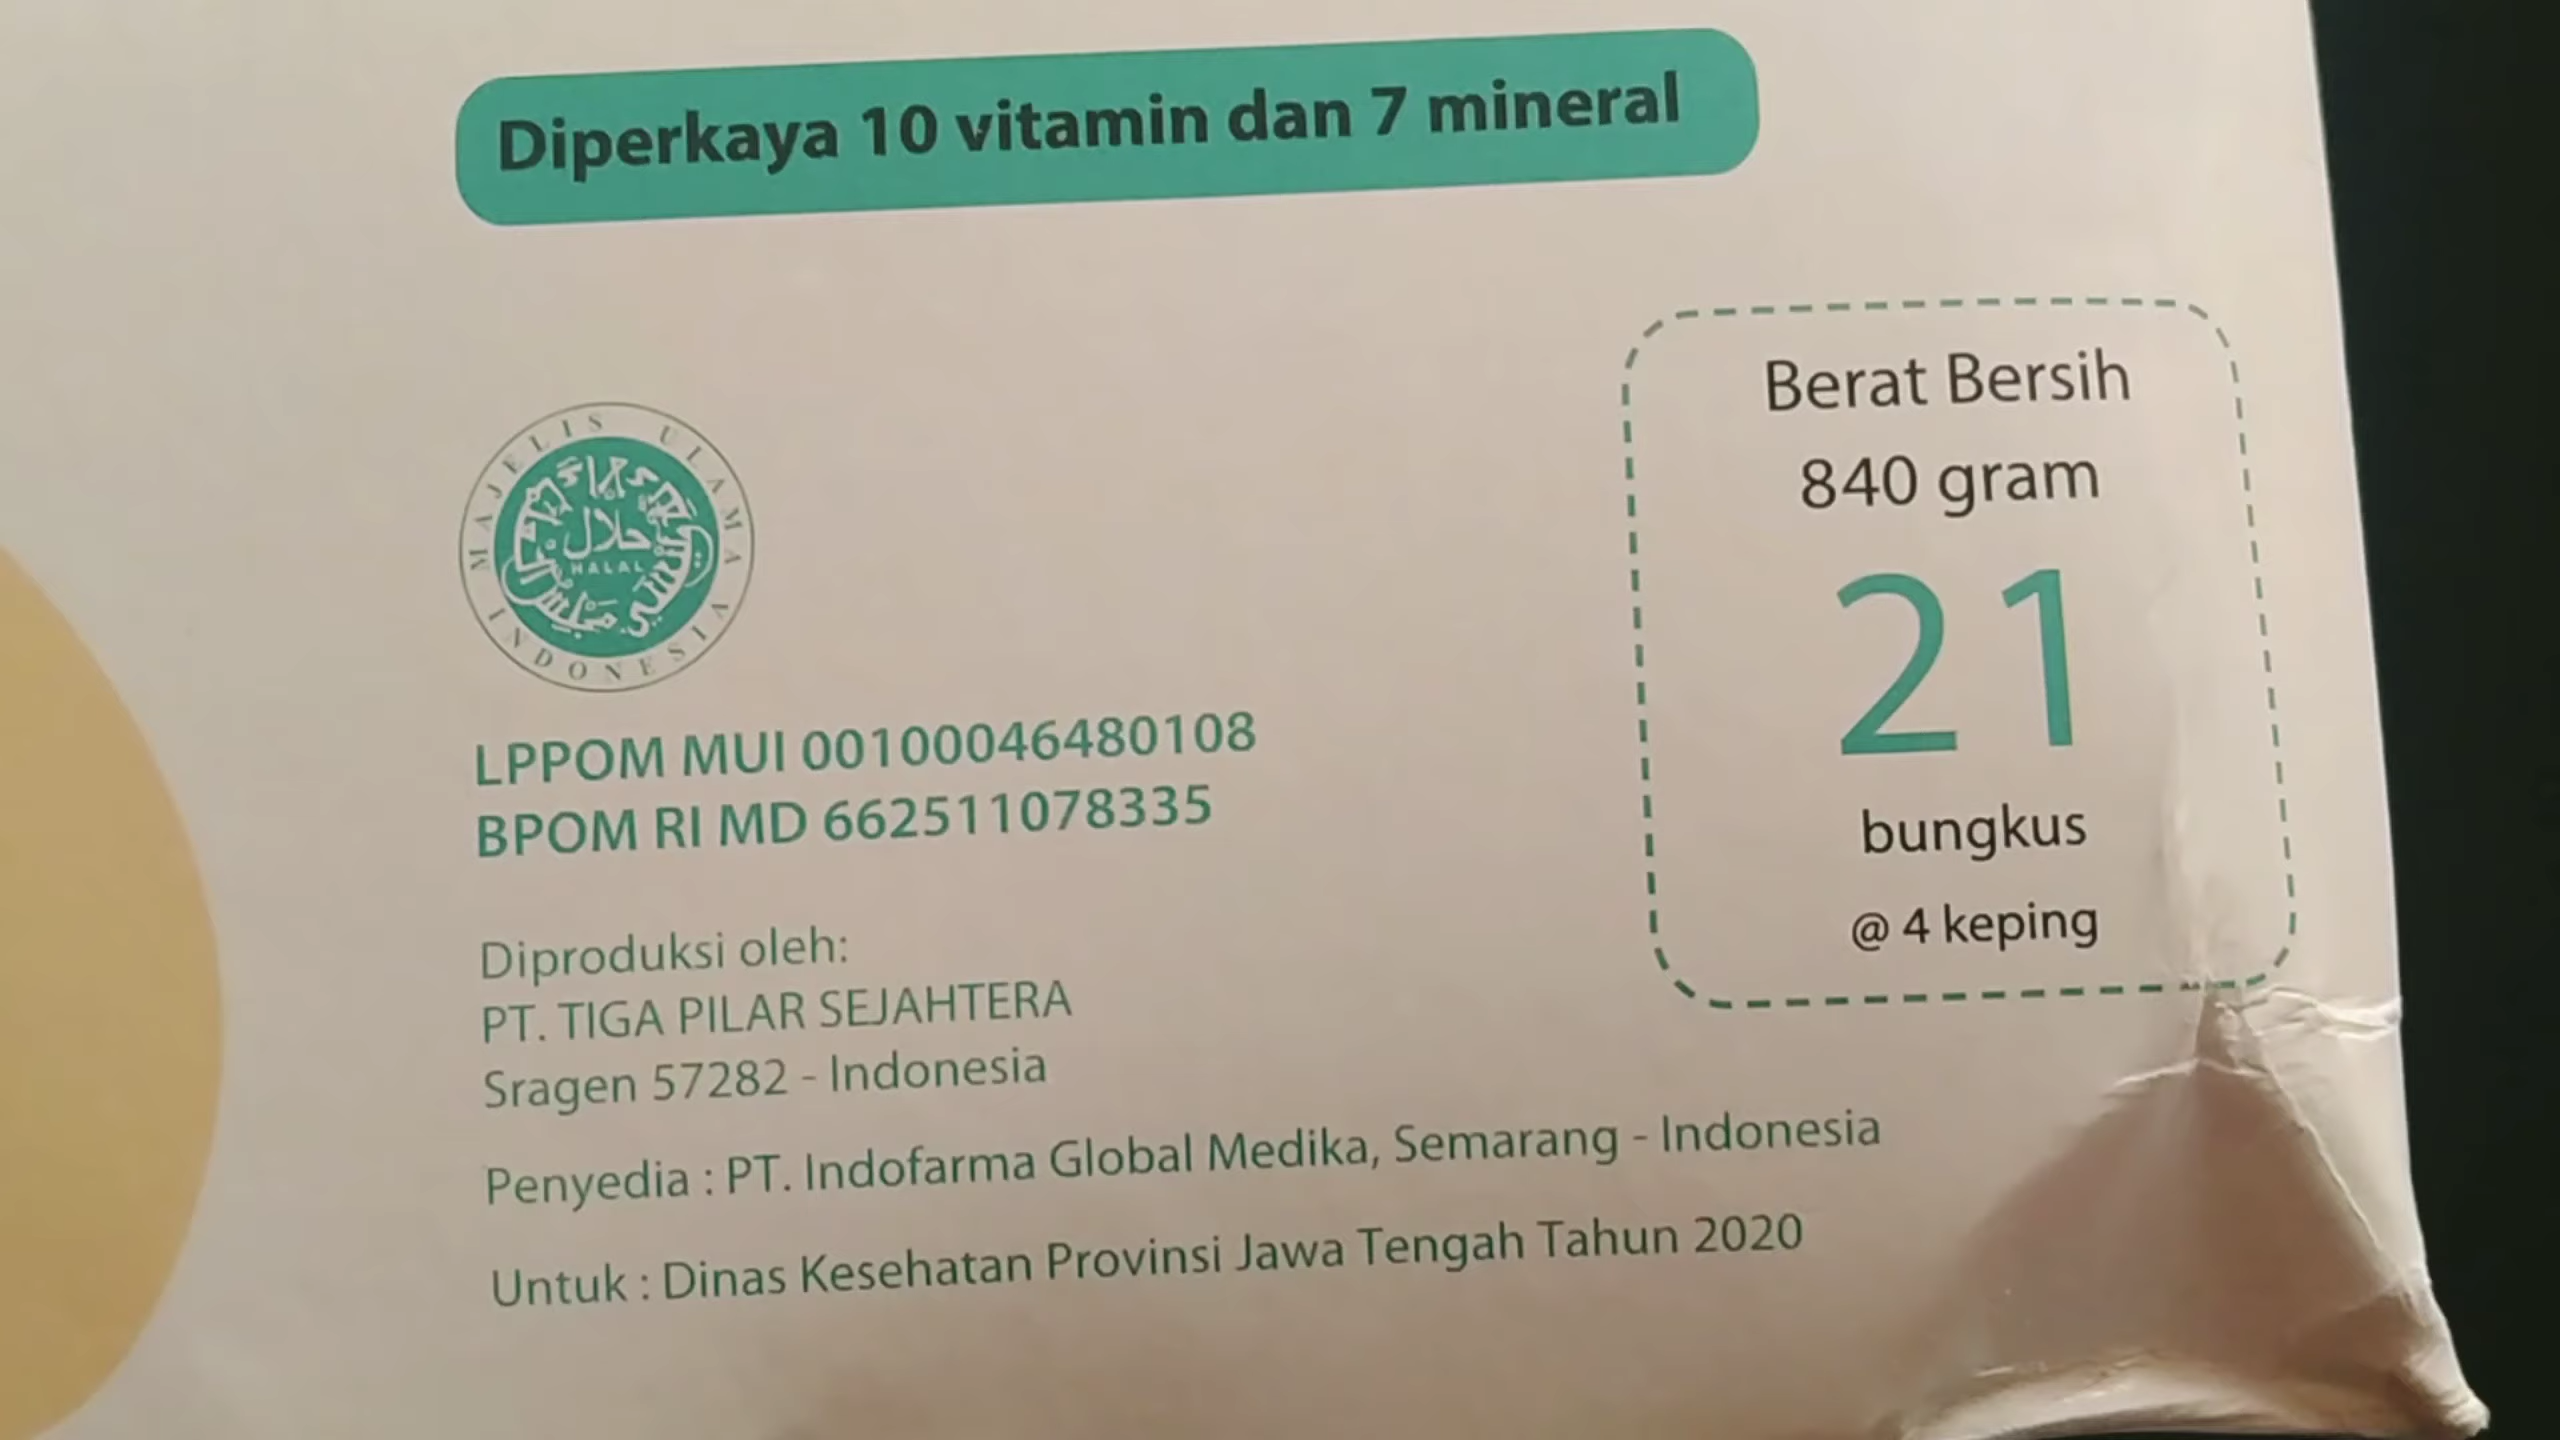 Diperkaya 10 vitamin dan 7 mineral
MAJELIS ULAMA INDONESIA
حلال
HALAL
LPPOM MUI 00100046480108
BPOM RI MD 662511078335
Diproduksi oleh:
PT. TIGA PILAR SEJAHTERA
Sragen 57282 - Indonesia
Penyedia : PT. Indofarma Global Medika, Semarang - Indonesia
Untuk : Dinas Kesehatan Provinsi Jawa Tengah Tahun 2020
Berat Bersih
840 gram
21
bungkus
@ 4 keping